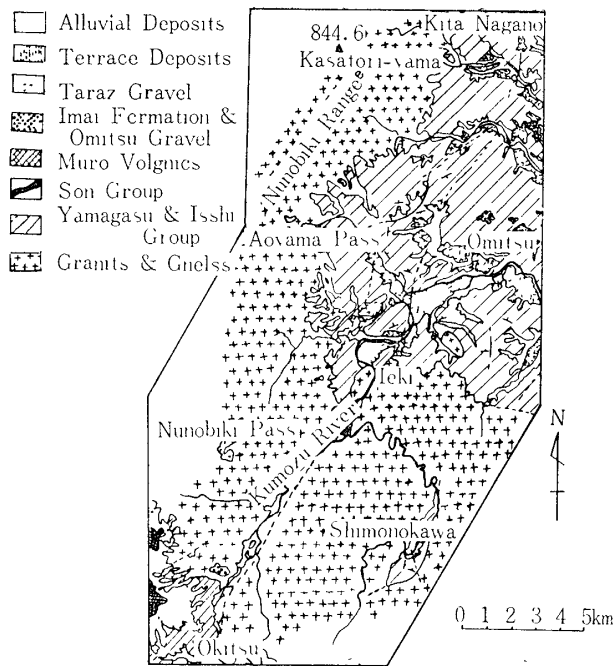 Alluvial Deposits
Terrace Deposits
Taraz Gravel
Imai Fermation &
Omitsu Gravel
Muro Volgnics
Son Group
Yamagasu & Isshi
Group
Granits & Gnelss
844.6
Kita Nagano
Kasatori-yama
Nunobiki Range
Aoyama Pass
Omitsu
Ieki
Nunobiki Pass
Kumozu River
N
Shimonokawa
Okitsu
0 1 2 3 4 5km